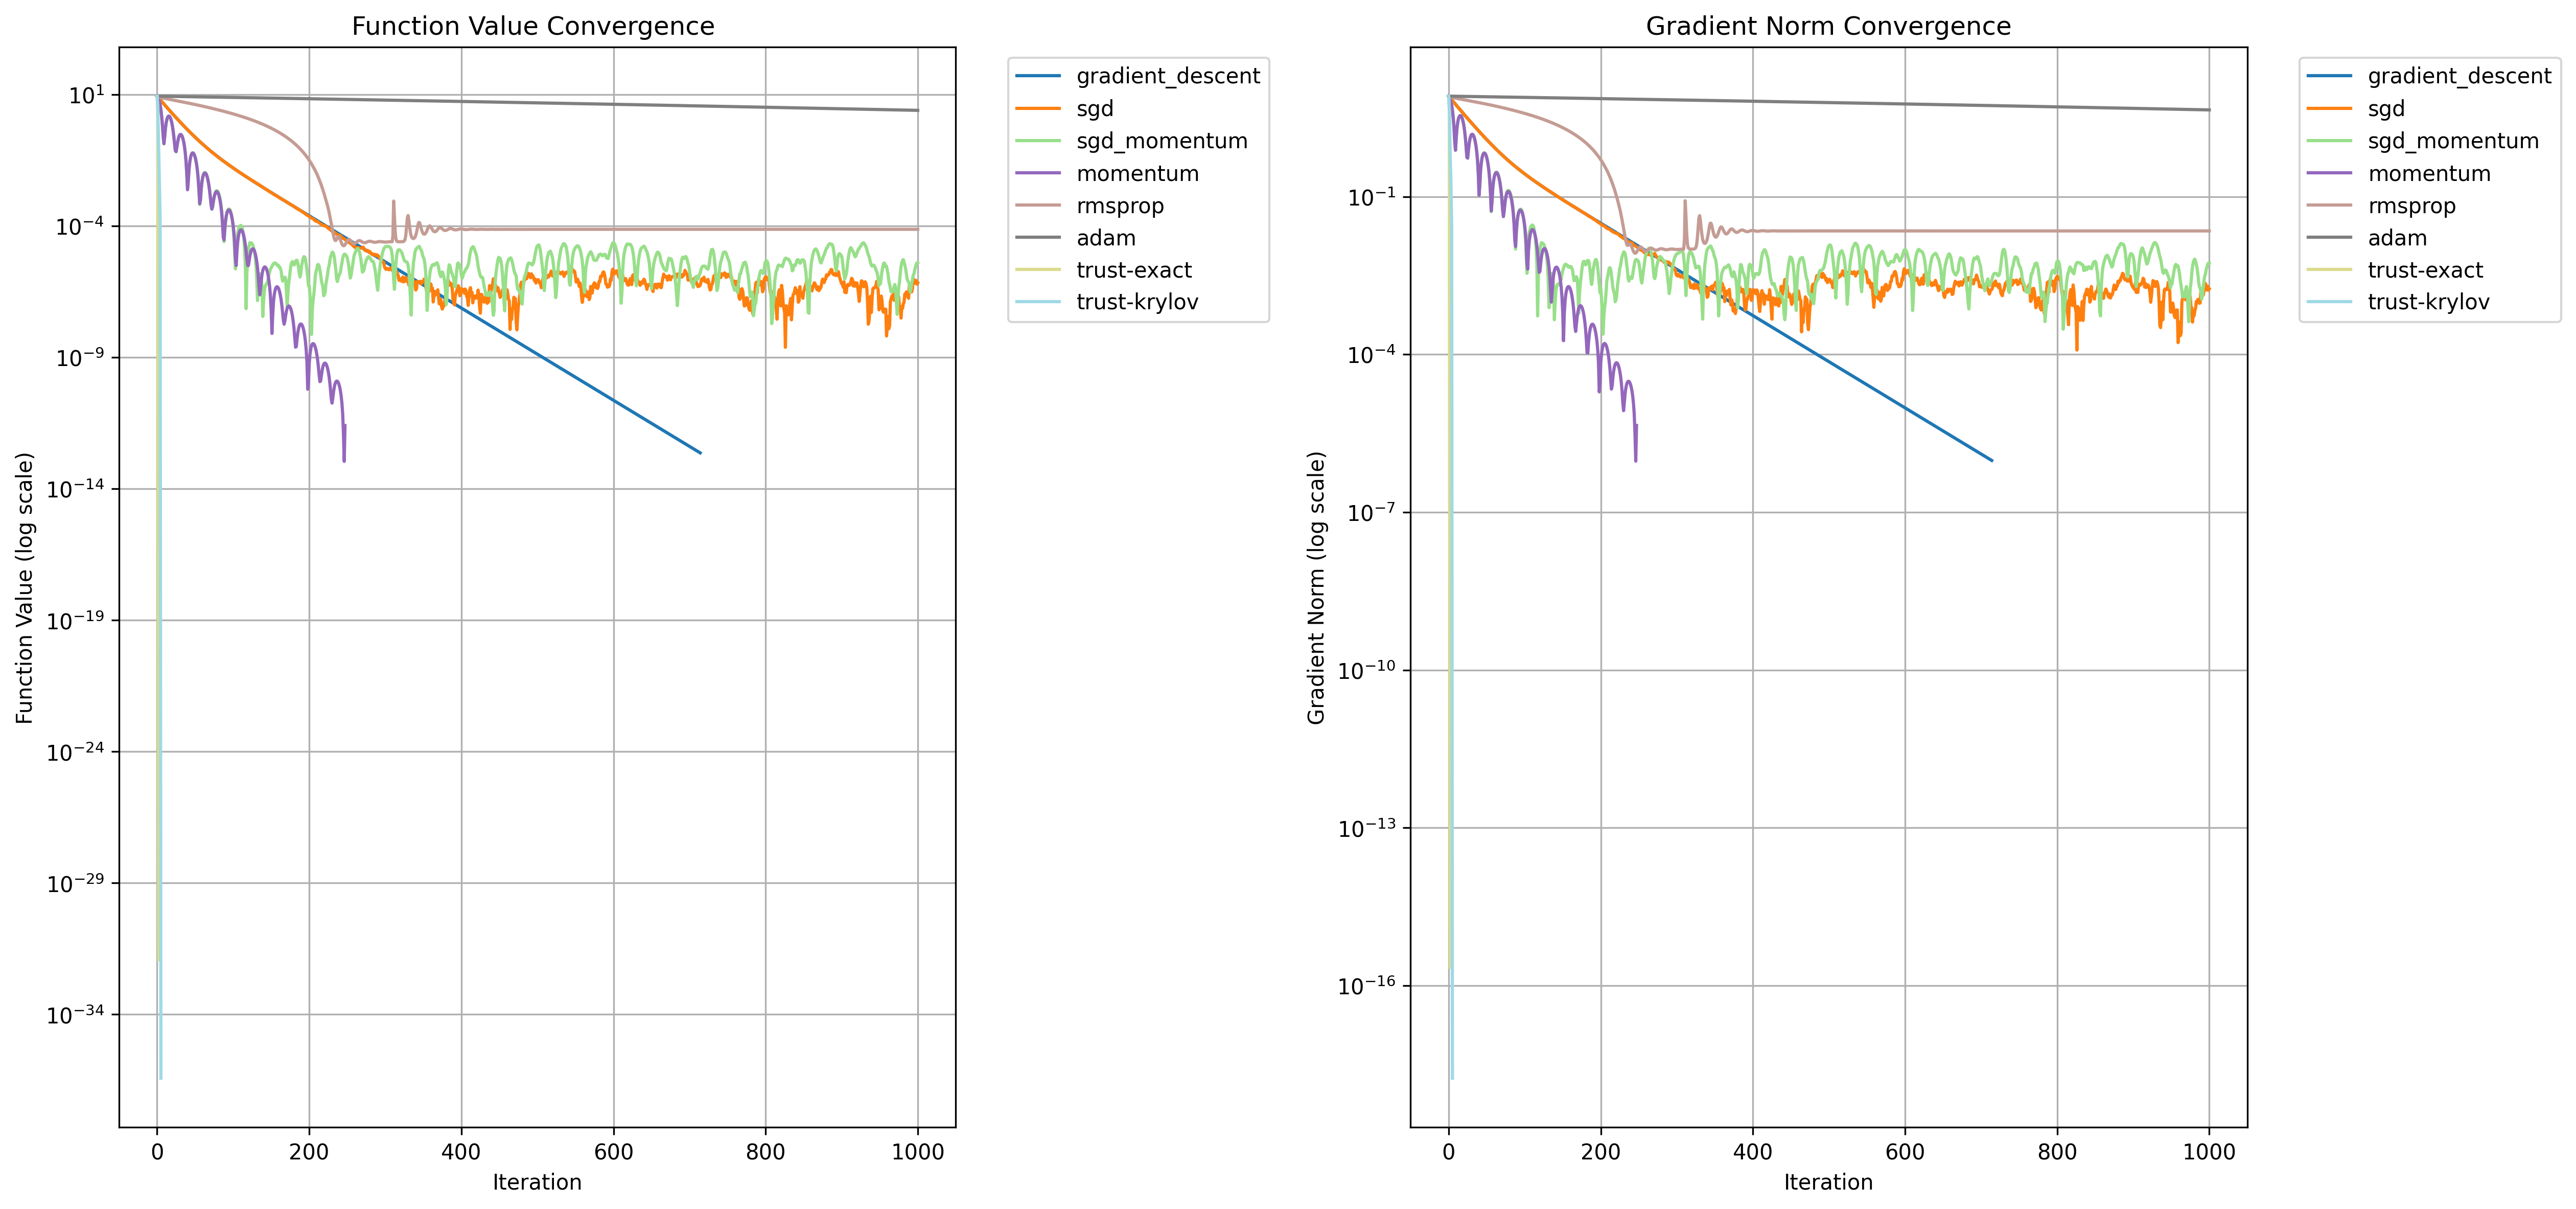 Function Value Convergence
Function Value (log scale)
10^1
10^-4
10^-9
10^-14
10^-19
10^-24
10^-29
10^-34
0 200 400 600 800 1000
Iteration
gradient_descent
sgd
sgd_momentum
momentum
rmsprop
adam
trust-exact
trust-krylov
Gradient Norm Convergence
Gradient Norm (log scale)
10^-1
10^-4
10^-7
10^-10
10^-13
10^-16
0 200 400 600 800 1000
Iteration
gradient_descent
sgd
sgd_momentum
momentum
rmsprop
adam
trust-exact
trust-krylov